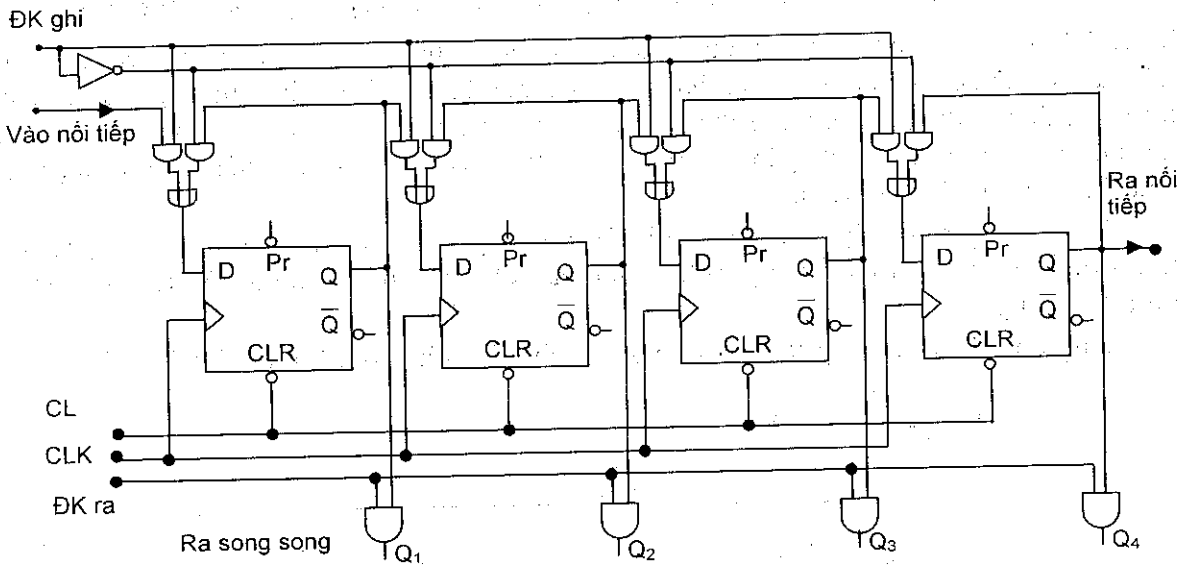 ĐK ghi
Vào nối tiếp
Ra nối
tiếp
D Pr Q
Q̅
CLR
D Pr Q
Q̅
CLR
D Pr Q
Q̅
CLR
D Pr Q
Q̅
CLR
CL
CLK
ĐK ra
Ra song song
Q₁
Q₂
Q₃
Q₄